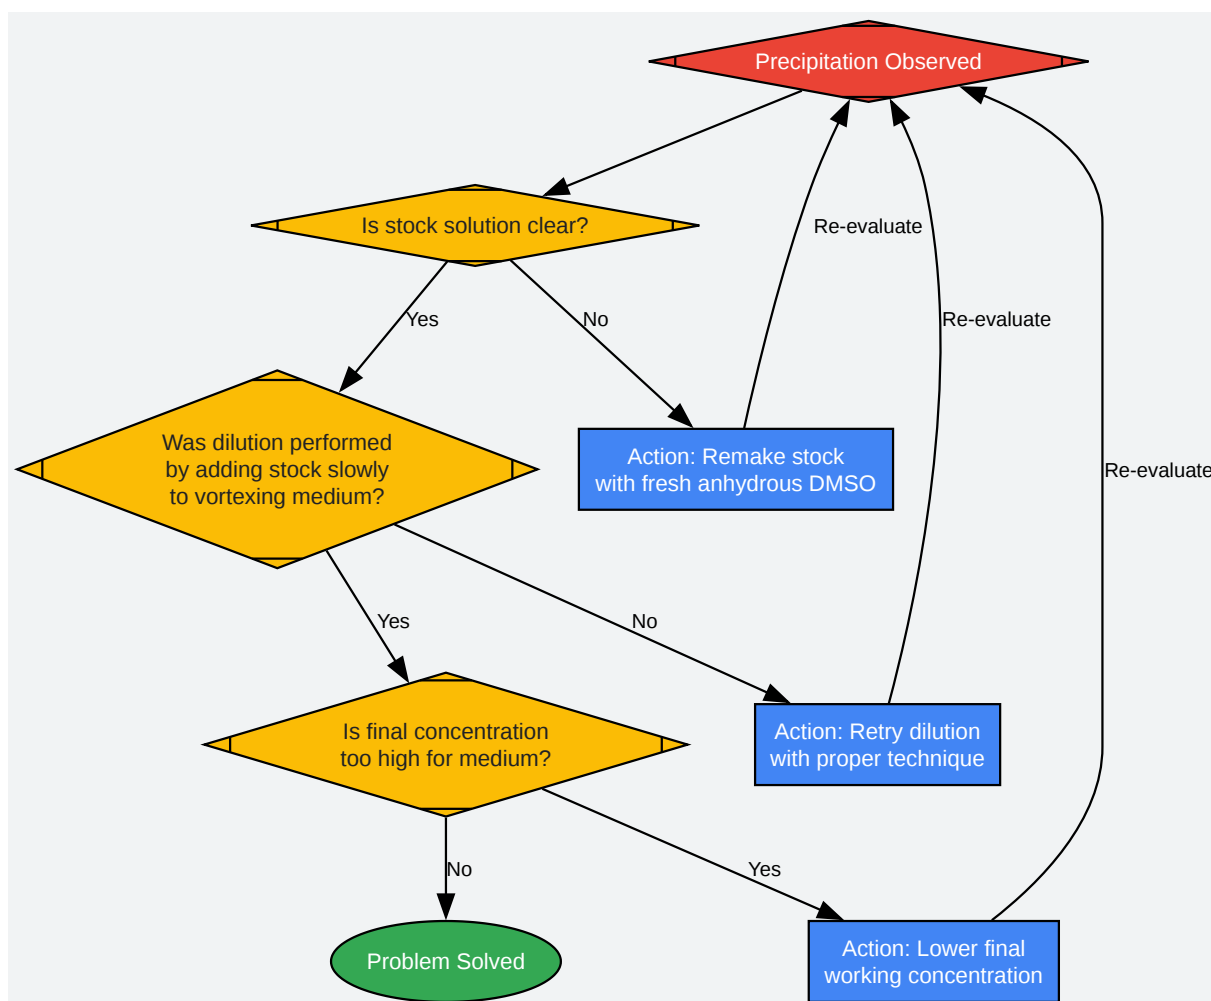 Precipitation Observed
Is stock solution clear?
Re-evaluate
Yes
No
Re-evaluate
Was dilution performed
by adding stock slowly
to vortexing medium?
Action: Remake stock
with fresh anhydrous DMSO
Re-evaluate
Yes
No
Is final concentration
too high for medium?
Action: Retry dilution
with proper technique
No
Yes
Problem Solved
Action: Lower final
working concentration